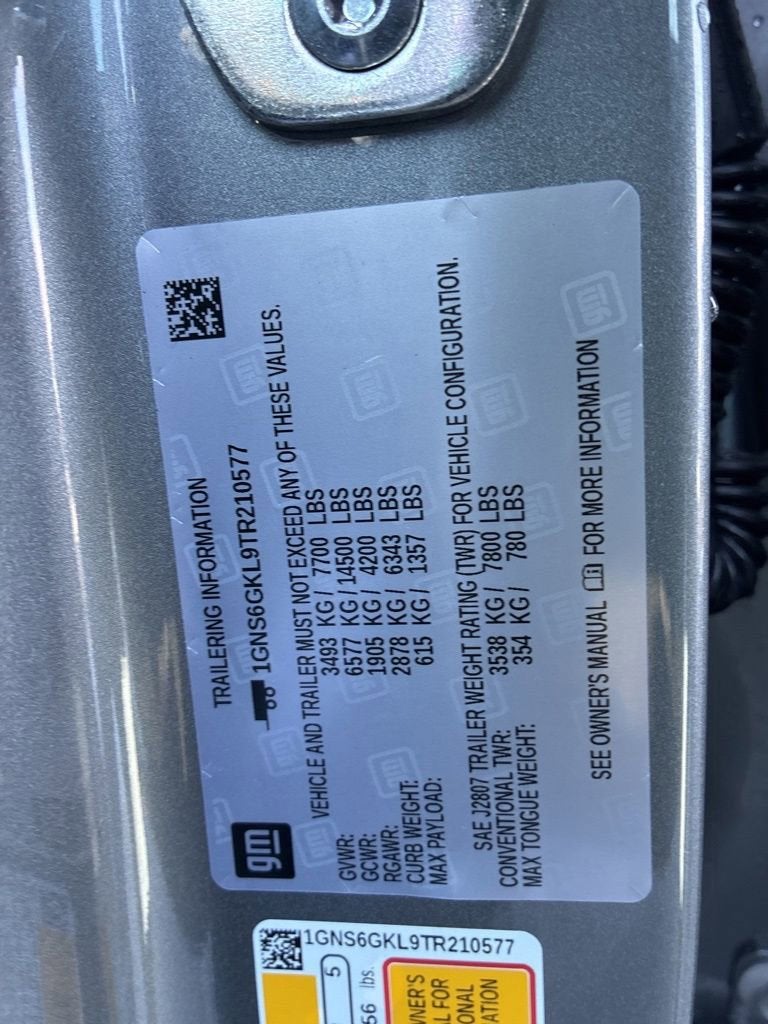 TRAILERING INFORMATION
1GNS6GKL9TR210577
VEHICLE AND TRAILER MUST NOT EXCEED ANY OF THESE VALUES.
GVWR: 3493 KG / 7700 LBS
GCWR: 6577 KG / 14500 LBS
RGAWR: 1905 KG / 4200 LBS
CURB WEIGHT: 2878 KG / 6343 LBS
MAX PAYLOAD: 615 KG / 1357 LBS
SAE J2807 TRAILER WEIGHT RATING (TWR) FOR VEHICLE CONFIGURATION.
CONVENTIONAL TWR: 3538 KG / 7800 LBS
MAX TONGUE WEIGHT: 354 KG / 780 LBS
SEE OWNER'S MANUAL FOR MORE INFORMATION
gm
1GNS6GKL9TR210577
5
56 lbs.